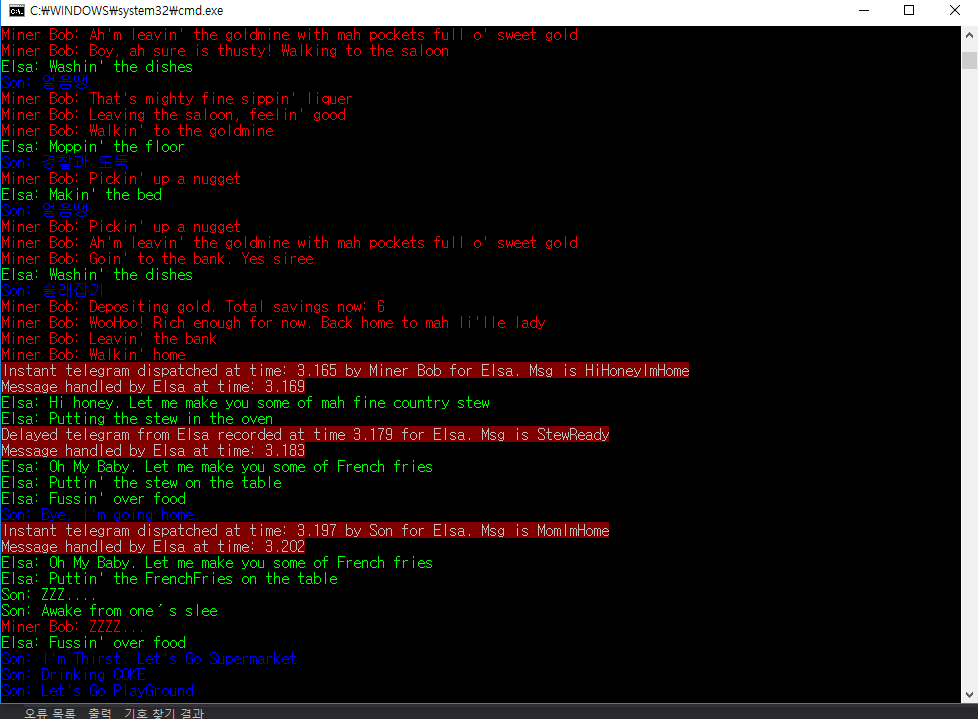 C:₩WINDOWS₩system32₩cmd.exe
Miner Bob: Ah'm leavin' the goldmine with mah pockets full o' sweet gold
Miner Bob: Boy, ah sure is thusty! Walking to the saloon
Elsa: Washin' the dishes
Son: 얼음땡
Miner Bob: That's mighty fine sippin' liquer
Miner Bob: Leaving the saloon, feelin' good
Miner Bob: Walkin' to the goldmine
Elsa: Moppin' the floor
Son: 경찰과 도둑
Miner Bob: Pickin' up a nugget
Elsa: Makin' the bed
Son: 얼음땡
Miner Bob: Pickin' up a nugget
Miner Bob: Ah'm leavin' the goldmine with mah pockets full o' sweet gold
Miner Bob: Goin' to the bank. Yes siree
Elsa: Washin' the dishes
Son: 술래잡기
Miner Bob: Depositing gold. Total savings now: 6
Miner Bob: WooHoo! Rich enough for now. Back home to mah li'lle lady
Miner Bob: Leavin' the bank
Miner Bob: Walkin' home
Instant telegram dispatched at time: 3.165 by Miner Bob for Elsa. Msg is HiHoneyImHome
Message handled by Elsa at time: 3.169
Elsa: Hi honey. Let me make you some of mah fine country stew
Elsa: Putting the stew in the oven
Delayed telegram from Elsa recorded at time 3.179 for Elsa. Msg is StewReady
Message handled by Elsa at time: 3.183
Elsa: Oh My Baby. Let me make you some of French fries
Elsa: Puttin' the stew on the table
Elsa: Fussin' over food
Son: Bye, I'm going home
Instant telegram dispatched at time: 3.197 by Son for Elsa. Msg is MomImHome
Message handled by Elsa at time: 3.202
Elsa: Oh My Baby. Let me make you some of French fries
Elsa: Puttin' the FrenchFries on the table
Son: ZZZ....
Son: Awake from one´s slee
Miner Bob: ZZZZ...
Elsa: Fussin' over food
Son: I'm Thirst. Let's Go Supermarket
Son: Drinking COKE
Son: Let's Go PlayGround
오류 목록 출력 기호 찾기 결과